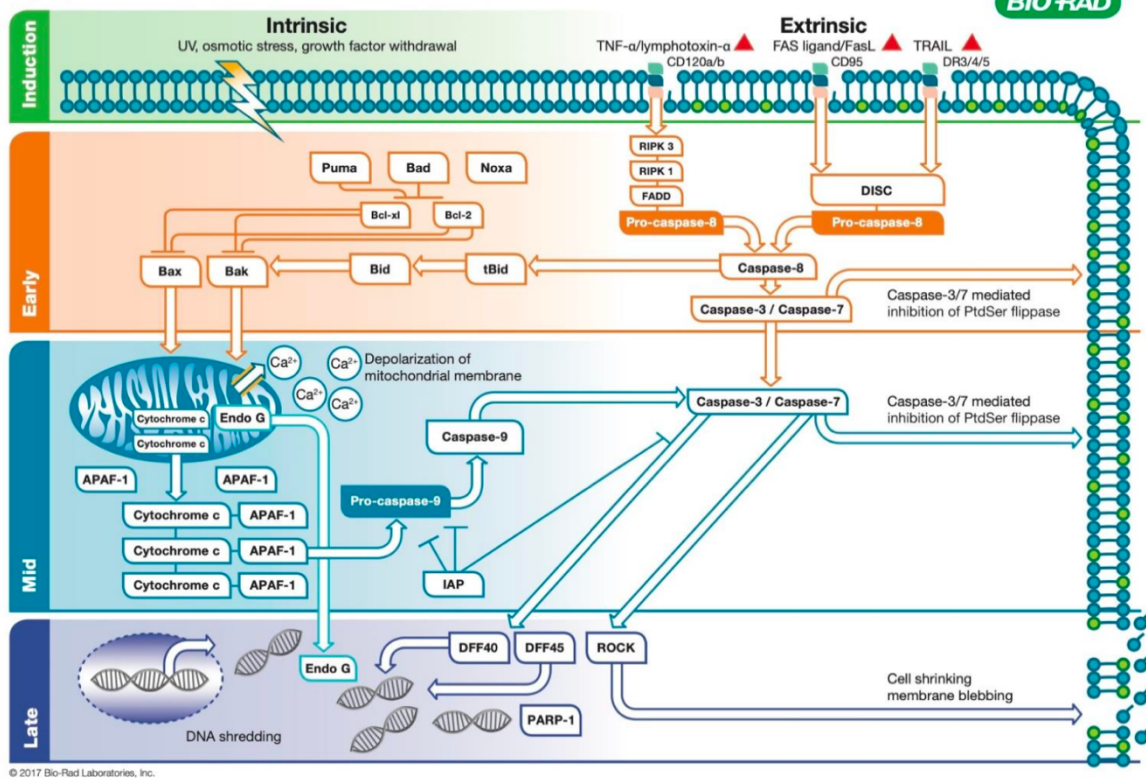 BIO-RAD
Induction
Intrinsic
UV, osmotic stress, growth factor withdrawal
Extrinsic
TNF-α/lymphotoxin-α
CD120a/b
FAS ligand/FasL
CD95
TRAIL
DR3/4/5
Early
Puma
Bad
Noxa
Bcl-xl
Bcl-2
RIPK 3
RIPK 1
FADD
Pro-caspase-8
DISC
Pro-caspase-8
Bax
Bak
Bid
tBid
Caspase-8
Caspase-3 / Caspase-7
Caspase-3/7 mediated
inhibition of PtdSer flippase
Mid
Ca2+
Ca2+
Ca2+
Ca2+
Depolarization of
mitochondrial membrane
Cytochrome c
Cytochrome c
Endo G
Caspase-9
Caspase-3 / Caspase-7
Caspase-3/7 mediated
inhibition of PtdSer flippase
APAF-1
APAF-1
Pro-caspase-9
Cytochrome c
APAF-1
Cytochrome c
APAF-1
Cytochrome c
APAF-1
IAP
Late
DNA shredding
Endo G
DFF40
DFF45
ROCK
PARP-1
Cell shrinking
membrane blebbing
© 2017 Bio-Rad Laboratories, Inc.